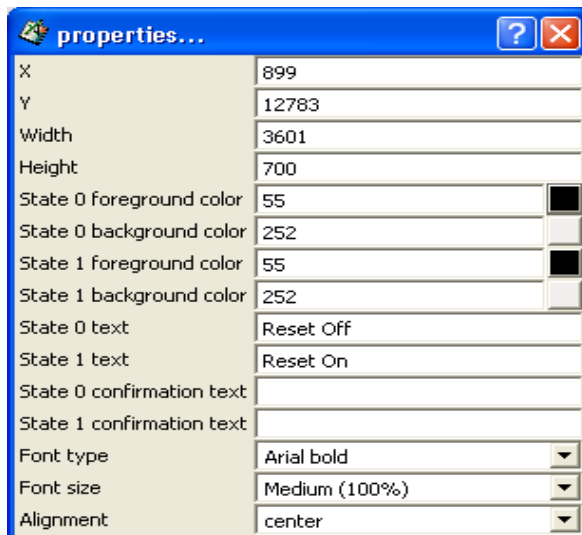 properties...
X 899
Y 12783
Width 3601
Height 700
State 0 foreground color 55
State 0 background color 252
State 1 foreground color 55
State 1 background color 252
State 0 text Reset Off
State 1 text Reset On
State 0 confirmation text
State 1 confirmation text
Font type Arial bold
Font size Medium (100%)
Alignment center